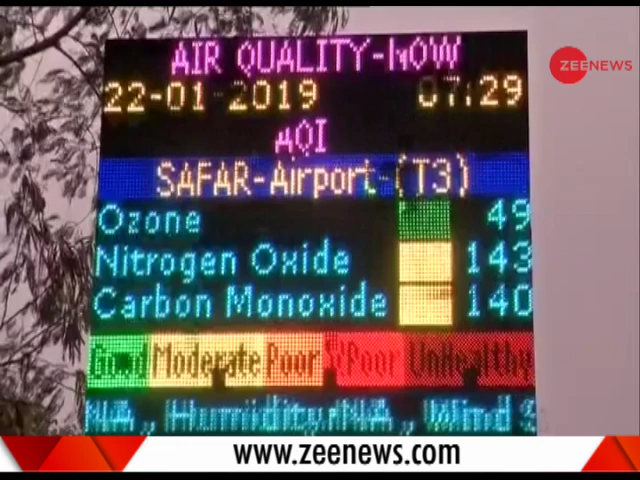 AIR QUALITY-NOW
ZEENEWS
22-01-2019 07:29
AQI
SAFAR-Airport-(T3)
Ozone 49
Nitrogen Oxide 143
Carbon Monoxide 140
Good Moderate Poor V/Poor UnHealthy
NA, Humidity:NA, Wind S
www.zeenews.com